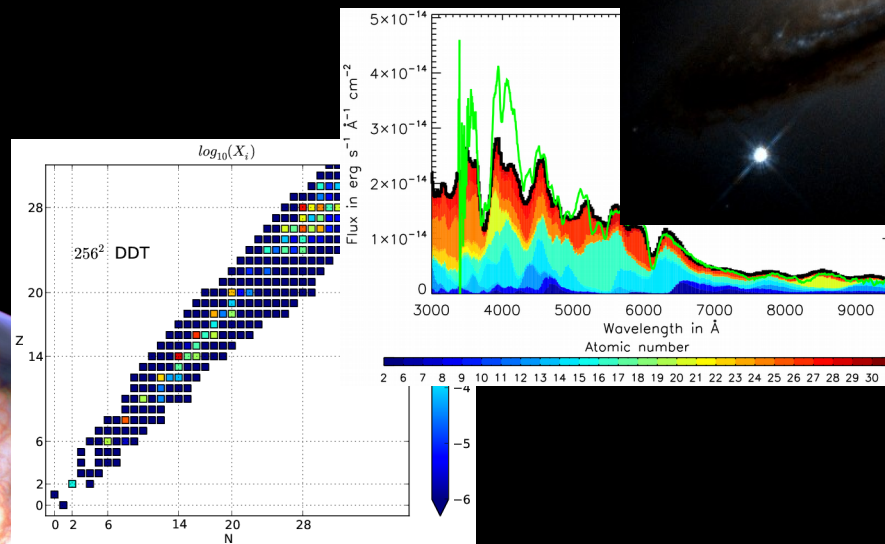 log₁₀(Xᵢ)
256² DDT
Z
28
20
14
6
2
0
0 2 6 14 20 28
N
−4
−5
−6
Flux in erg s⁻¹ Å⁻¹ cm⁻²
5×10⁻¹⁴
4×10⁻¹⁴
3×10⁻¹⁴
2×10⁻¹⁴
1×10⁻¹⁴
0
3000 4000 5000 6000 7000 8000 9000
Wavelength in Å
Atomic number
2 6 7 8 9 10 11 12 13 14 15 16 17 18 19 20 21 22 23 24 25 26 27 28 29 30